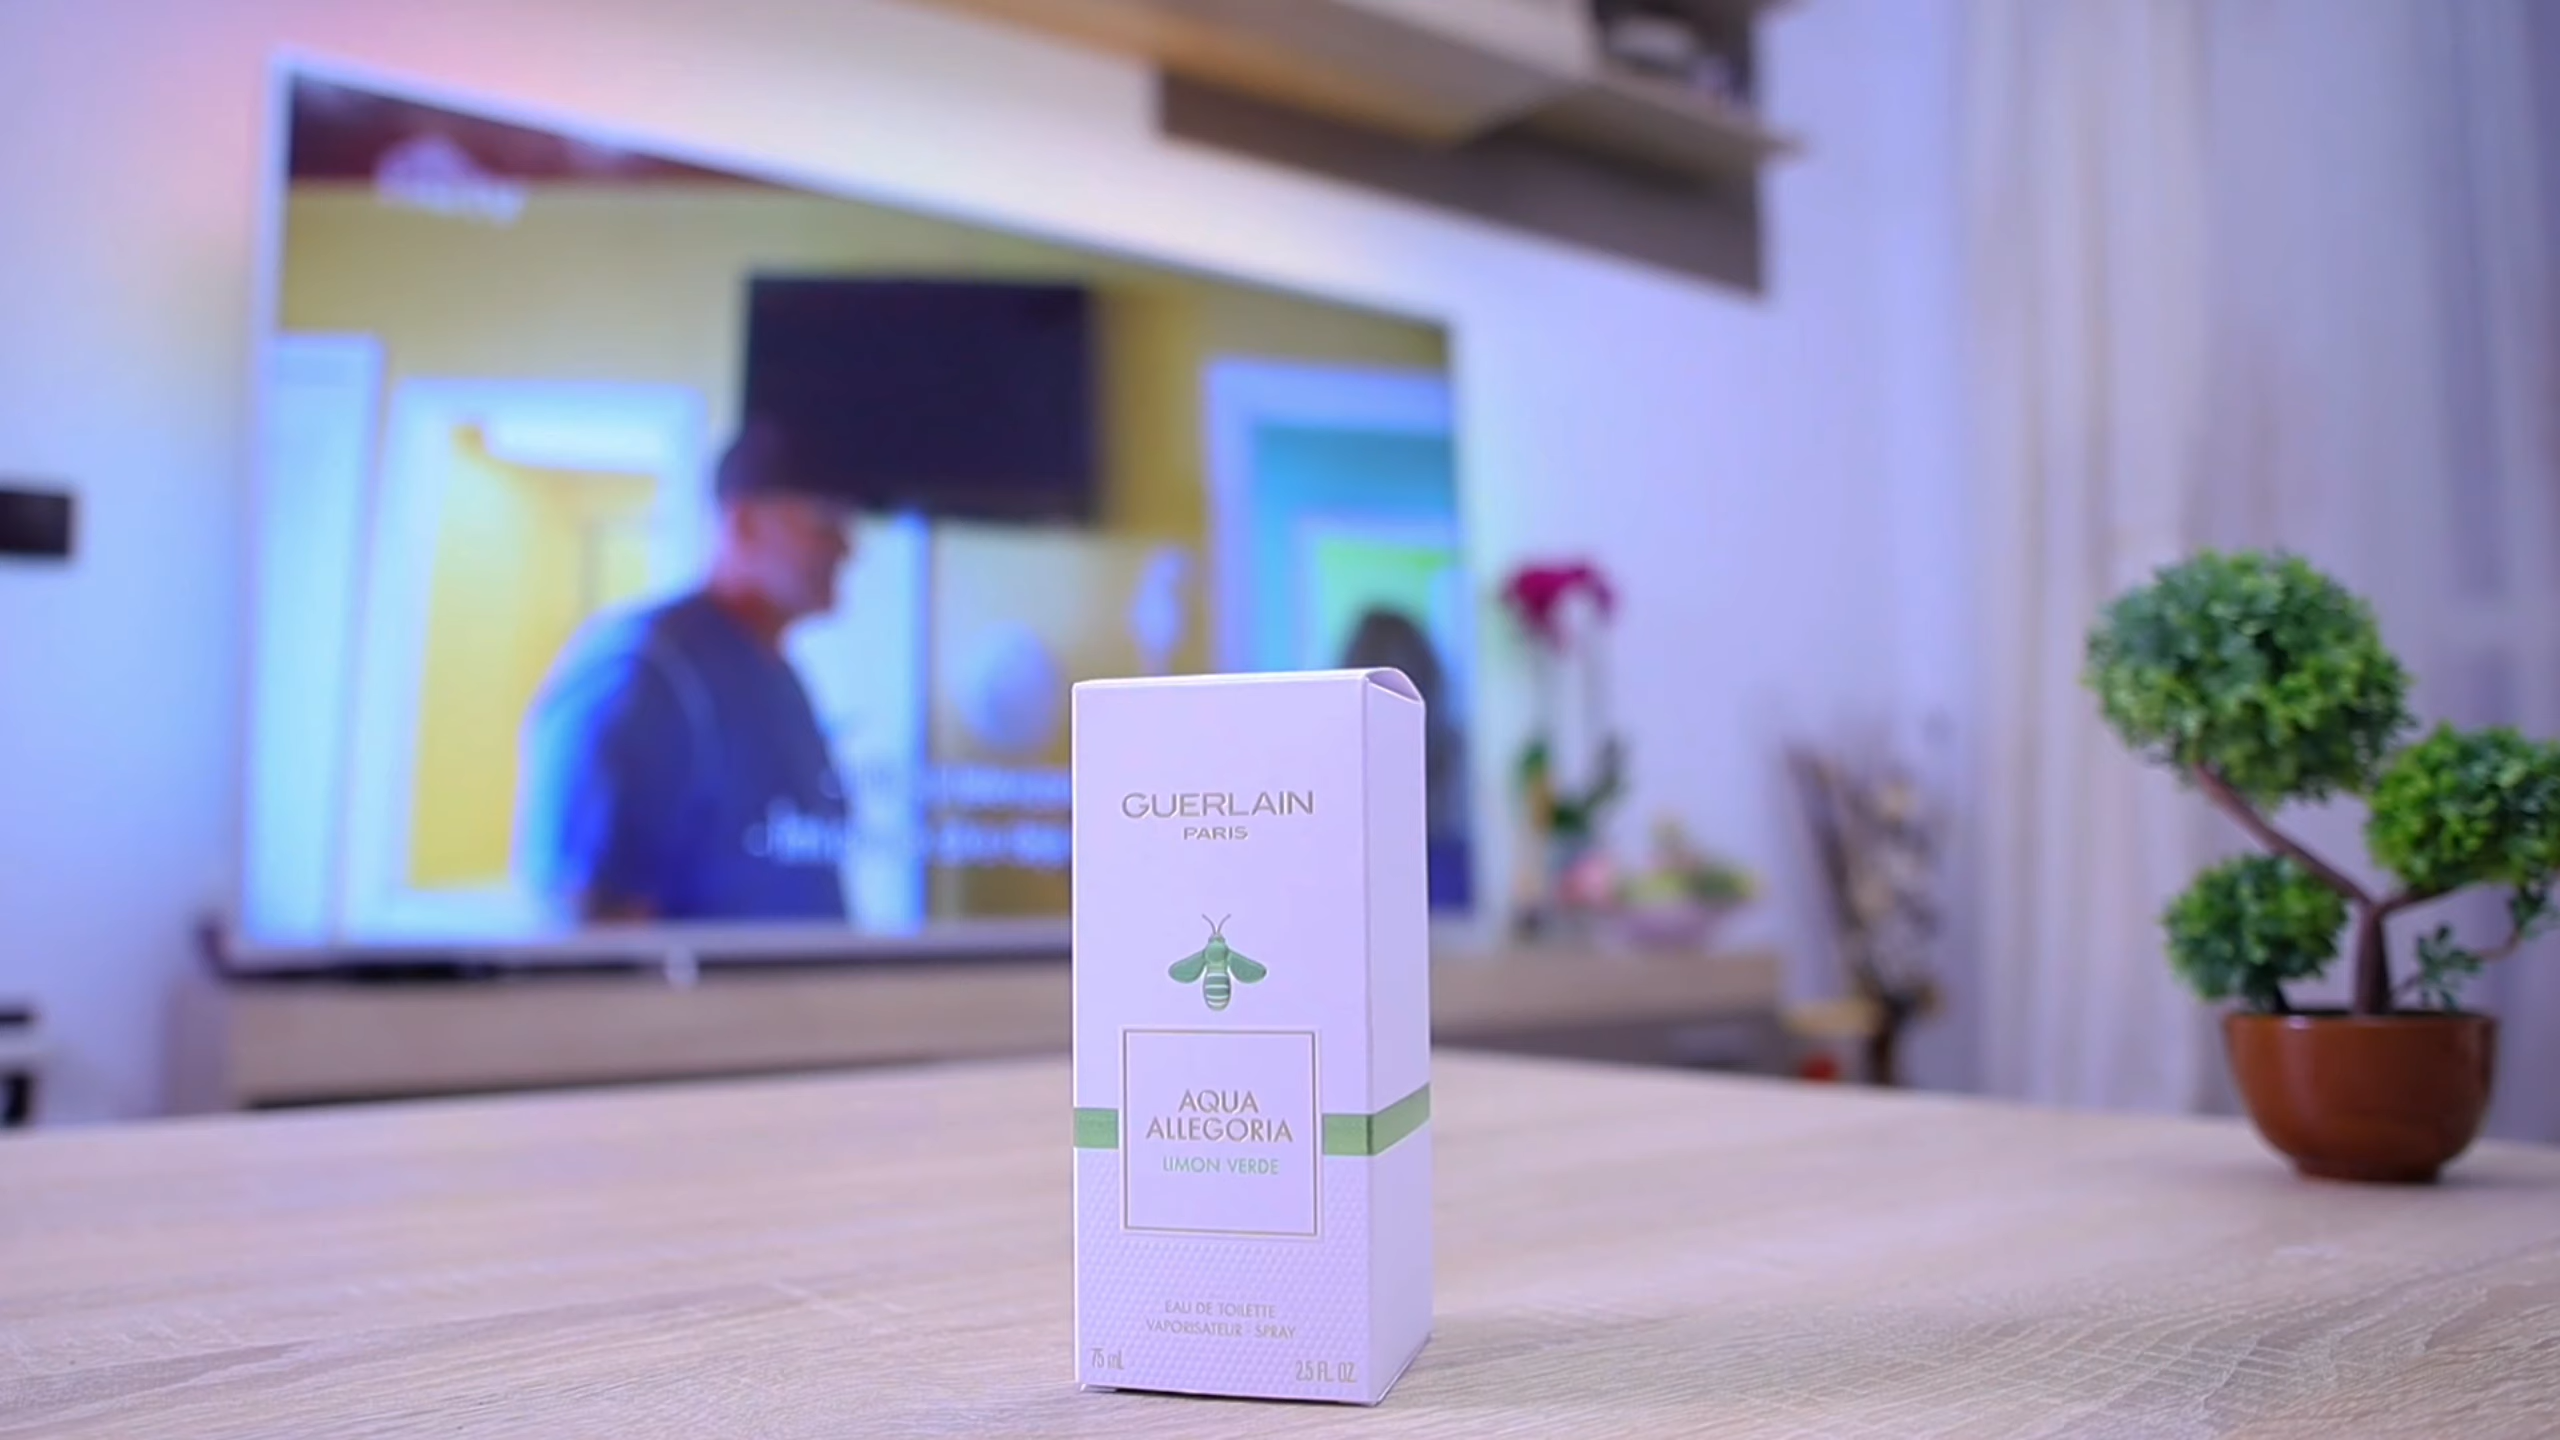 GUERLAIN
PARIS
AQUA
ALLEGORIA
LIMON VERDE
EAU DE TOILETTE
VAPORISATEUR - SPRAY
75 mL
2.5 FL. OZ.